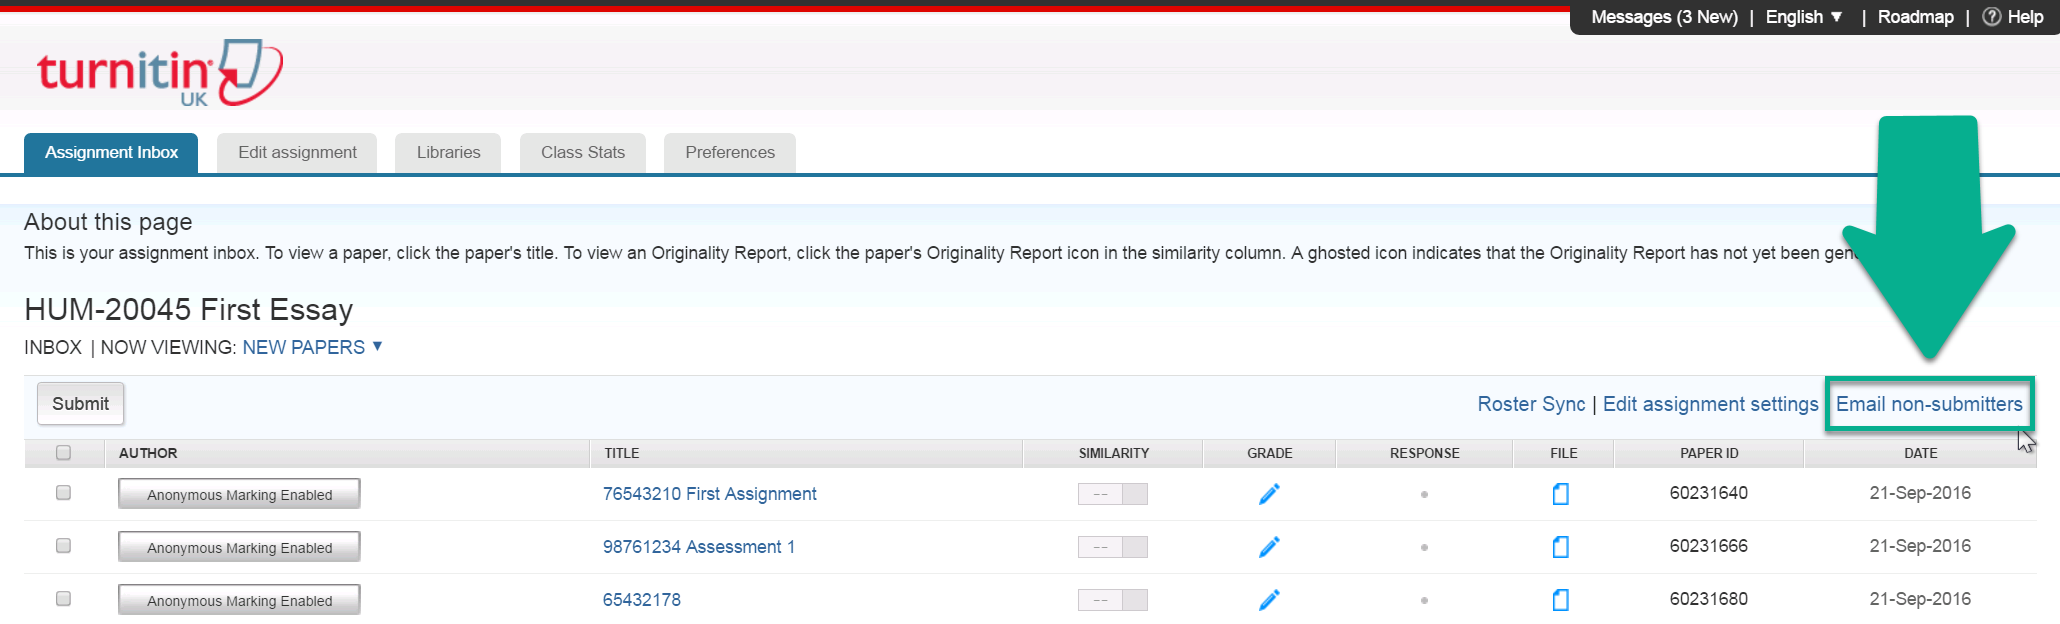 Messages (3 New) | English ▼ | Roadmap | ? Help
turnitin
UK
Assignment Inbox Edit assignment Libraries Class Stats Preferences
About this page
This is your assignment inbox. To view a paper, click the paper's title. To view an Originality Report, click the paper's Originality Report icon in the similarity column. A ghosted icon indicates that the Originality Report has not yet been
HUM-20045 First Essay
INBOX | NOW VIEWING: NEW PAPERS ▼
Submit Roster Sync | Edit assignment settings Email non-submitters
AUTHOR TITLE SIMILARITY GRADE RESPONSE FILE PAPER ID DATE
Anonymous Marking Enabled 76543210 First Assignment -- 60231640 21-Sep-2016
Anonymous Marking Enabled 98761234 Assessment 1 -- 60231666 21-Sep-2016
Anonymous Marking Enabled 65432178 -- 60231680 21-Sep-2016